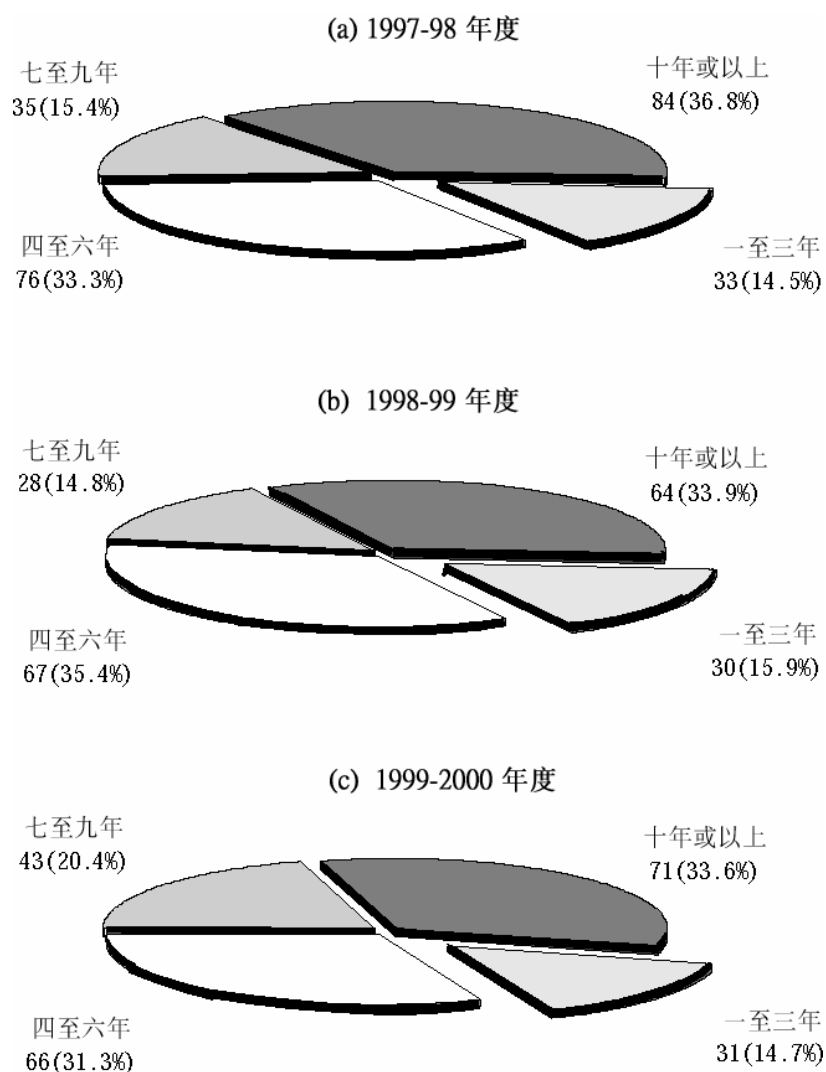 (a) 1997-98 年度
七至九年
35(15.4%)
十年或以上
84(36.8%)
四至六年
76(33.3%)
一至三年
33(14.5%)
(b) 1998-99 年度
七至九年
28(14.8%)
十年或以上
64(33.9%)
四至六年
67(35.4%)
一至三年
30(15.9%)
(c) 1999-2000 年度
七至九年
43(20.4%)
十年或以上
71(33.6%)
四至六年
66(31.3%)
一至三年
31(14.7%)